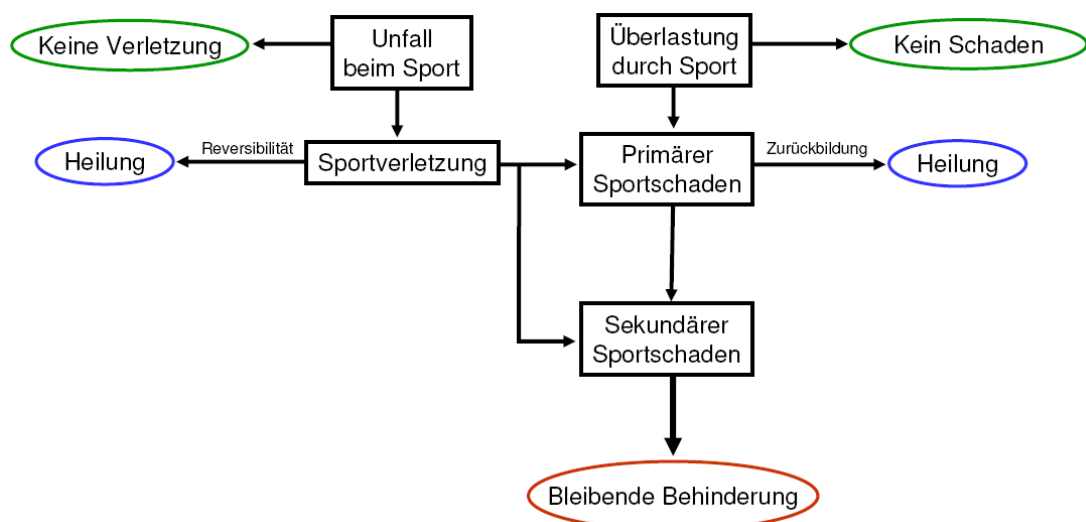 Keine Verletzung
Unfall
beim Sport
Überlastung
durch Sport
Kein Schaden
Heilung
Reversibilität
Sportverletzung
Primärer
Sportschaden
Zurückbildung
Heilung
Sekundärer
Sportschaden
Bleibende Behinderung